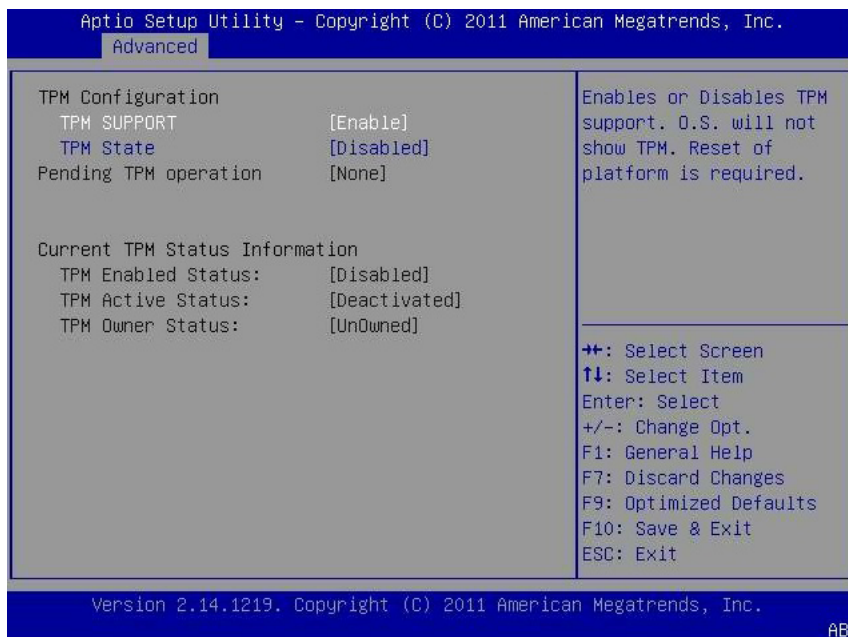 Aptio Setup Utility – Copyright (C) 2011 American Megatrends, Inc.
Advanced
TPM Configuration
TPM SUPPORT [Enable]
TPM State [Disabled]
Pending TPM operation [None]
Current TPM Status Information
TPM Enabled Status: [Disabled]
TPM Active Status: [Deactivated]
TPM Owner Status: [UnOwned]
Enables or Disables TPM
support. O.S. will not
show TPM. Reset of
platform is required.
→←: Select Screen
↑↓: Select Item
Enter: Select
+/-: Change Opt.
F1: General Help
F7: Discard Changes
F9: Optimized Defaults
F10: Save & Exit
ESC: Exit
Version 2.14.1219. Copyright (C) 2011 American Megatrends, Inc.
AB